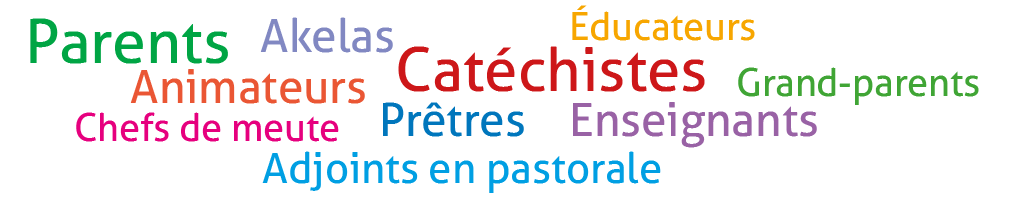 Parents
Akelas
Éducateurs
Catéchistes
Animateurs
Grand-parents
Chefs de meute
Prêtres
Enseignants
Adjoints en pastorale